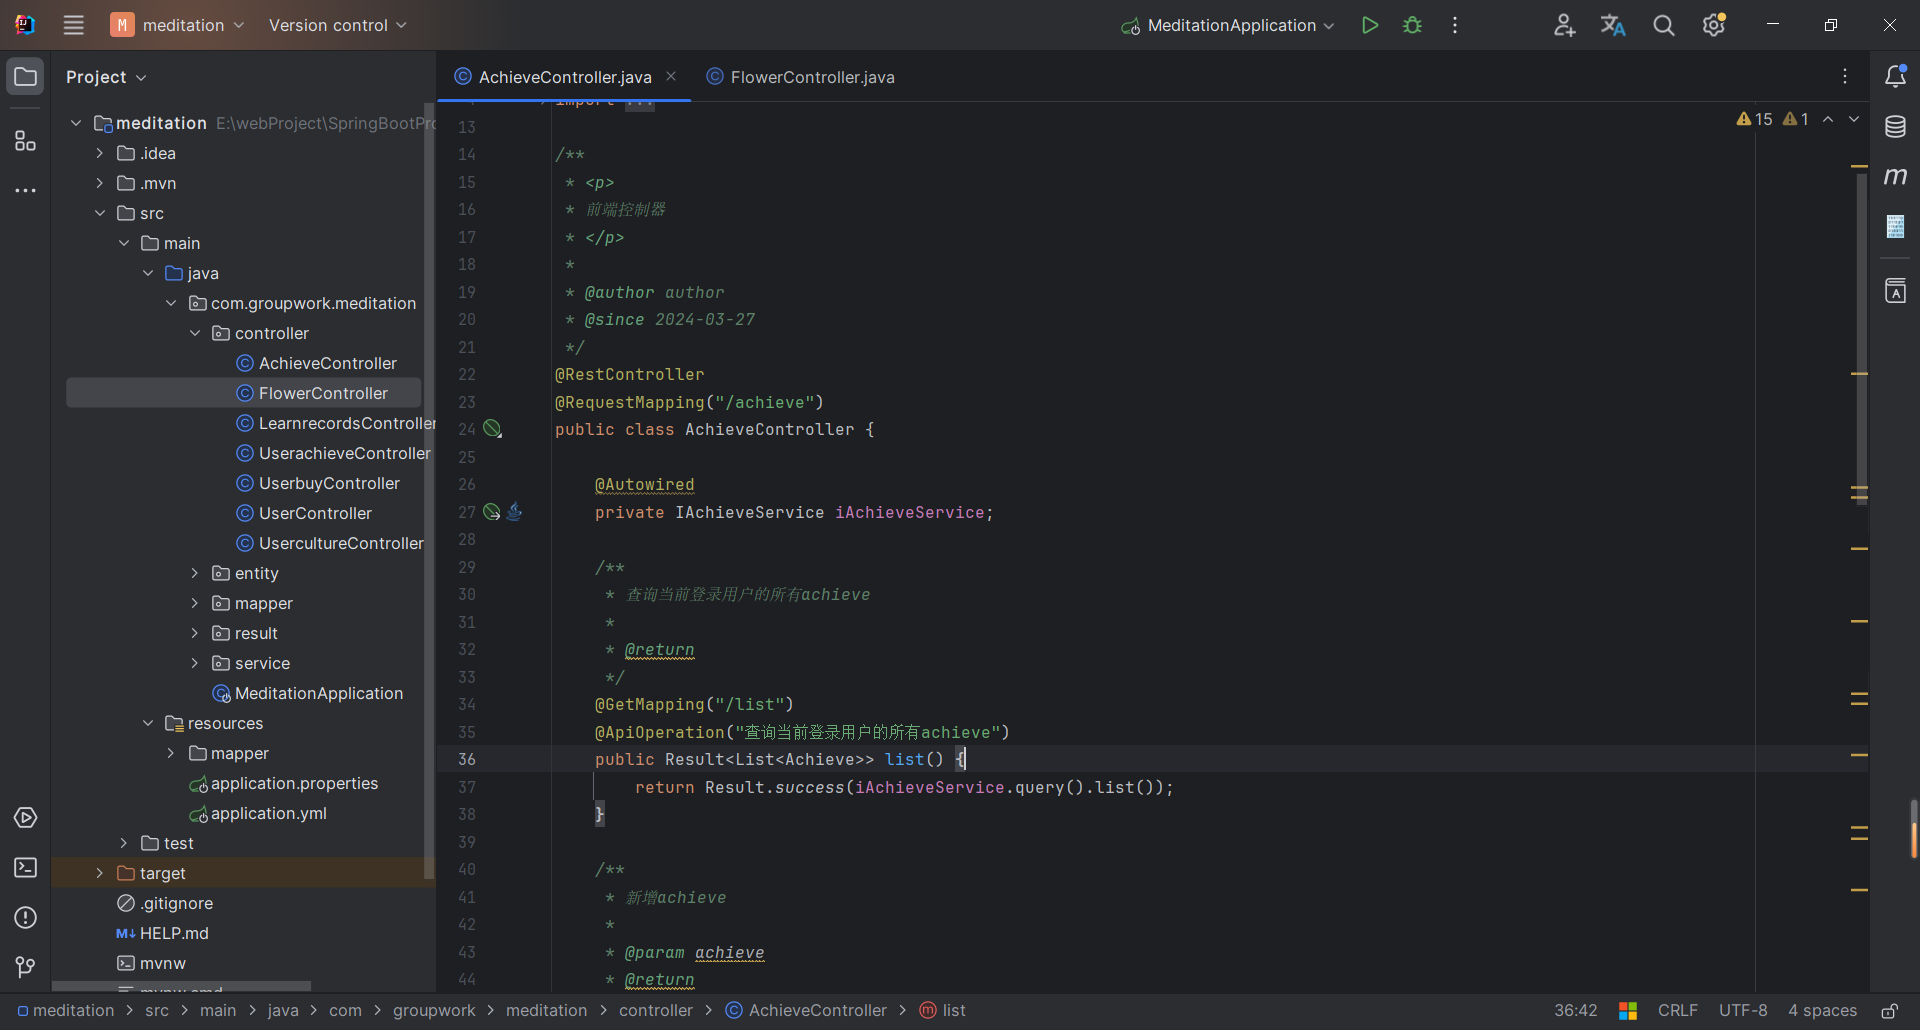 M meditation Version control MeditationApplication
Project
AchieveController.java FlowerController.java
meditation E:\webProject\SpringBootPro
.idea
.mvn
src
main
java
com.groupwork.meditation
controller
AchieveController
FlowerController
LearnrecordsController
UserachieveController
UserbuyController
UserController
UsercultureController
entity
mapper
result
service
MeditationApplication
resources
mapper
application.properties
application.yml
test
target
.gitignore
M↓ HELP.md
mvnw
mvnw.cmd
import ...
15 1
13
14 /**
15 * <p>
16 * 前端控制器
17 * </p>
18 *
19 * @author author
20 * @since 2024-03-27
21 */
22 @RestController
23 @RequestMapping("/achieve")
24 public class AchieveController {
25
26 @Autowired
27 private IAchieveService iAchieveService;
28
29 /**
30 * 查询当前登录用户的所有achieve
31 *
32 * @return
33 */
34 @GetMapping("/list")
35 @ApiOperation("查询当前登录用户的所有achieve")
36 public Result<List<Achieve>> list() {
37 return Result.success(iAchieveService.query().list());
38 }
39
40 /**
41 * 新增achieve
42 *
43 * @param achieve
44 * @return
meditation > src > main > java > com > groupwork > meditation > controller > AchieveController > list
36:42 CRLF UTF-8 4 spaces